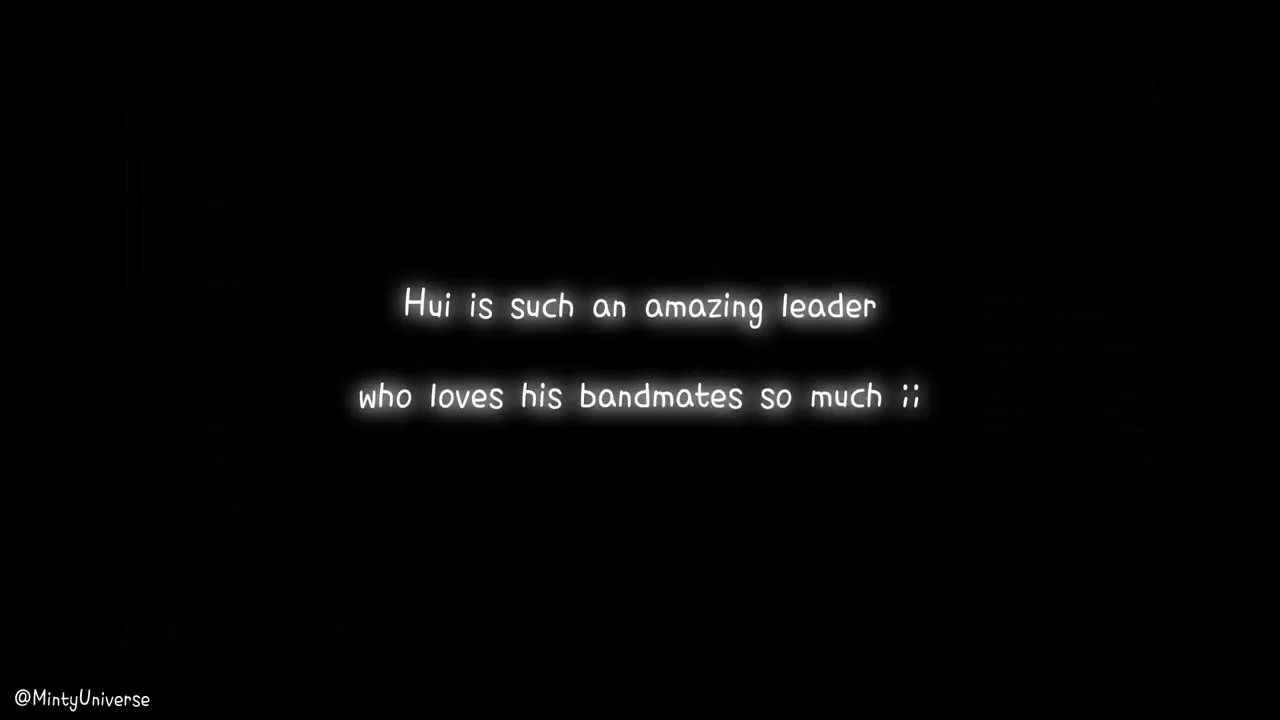 Hui is such an amazing leader
who loves his bandmates so much ;;
@MintyUniverse